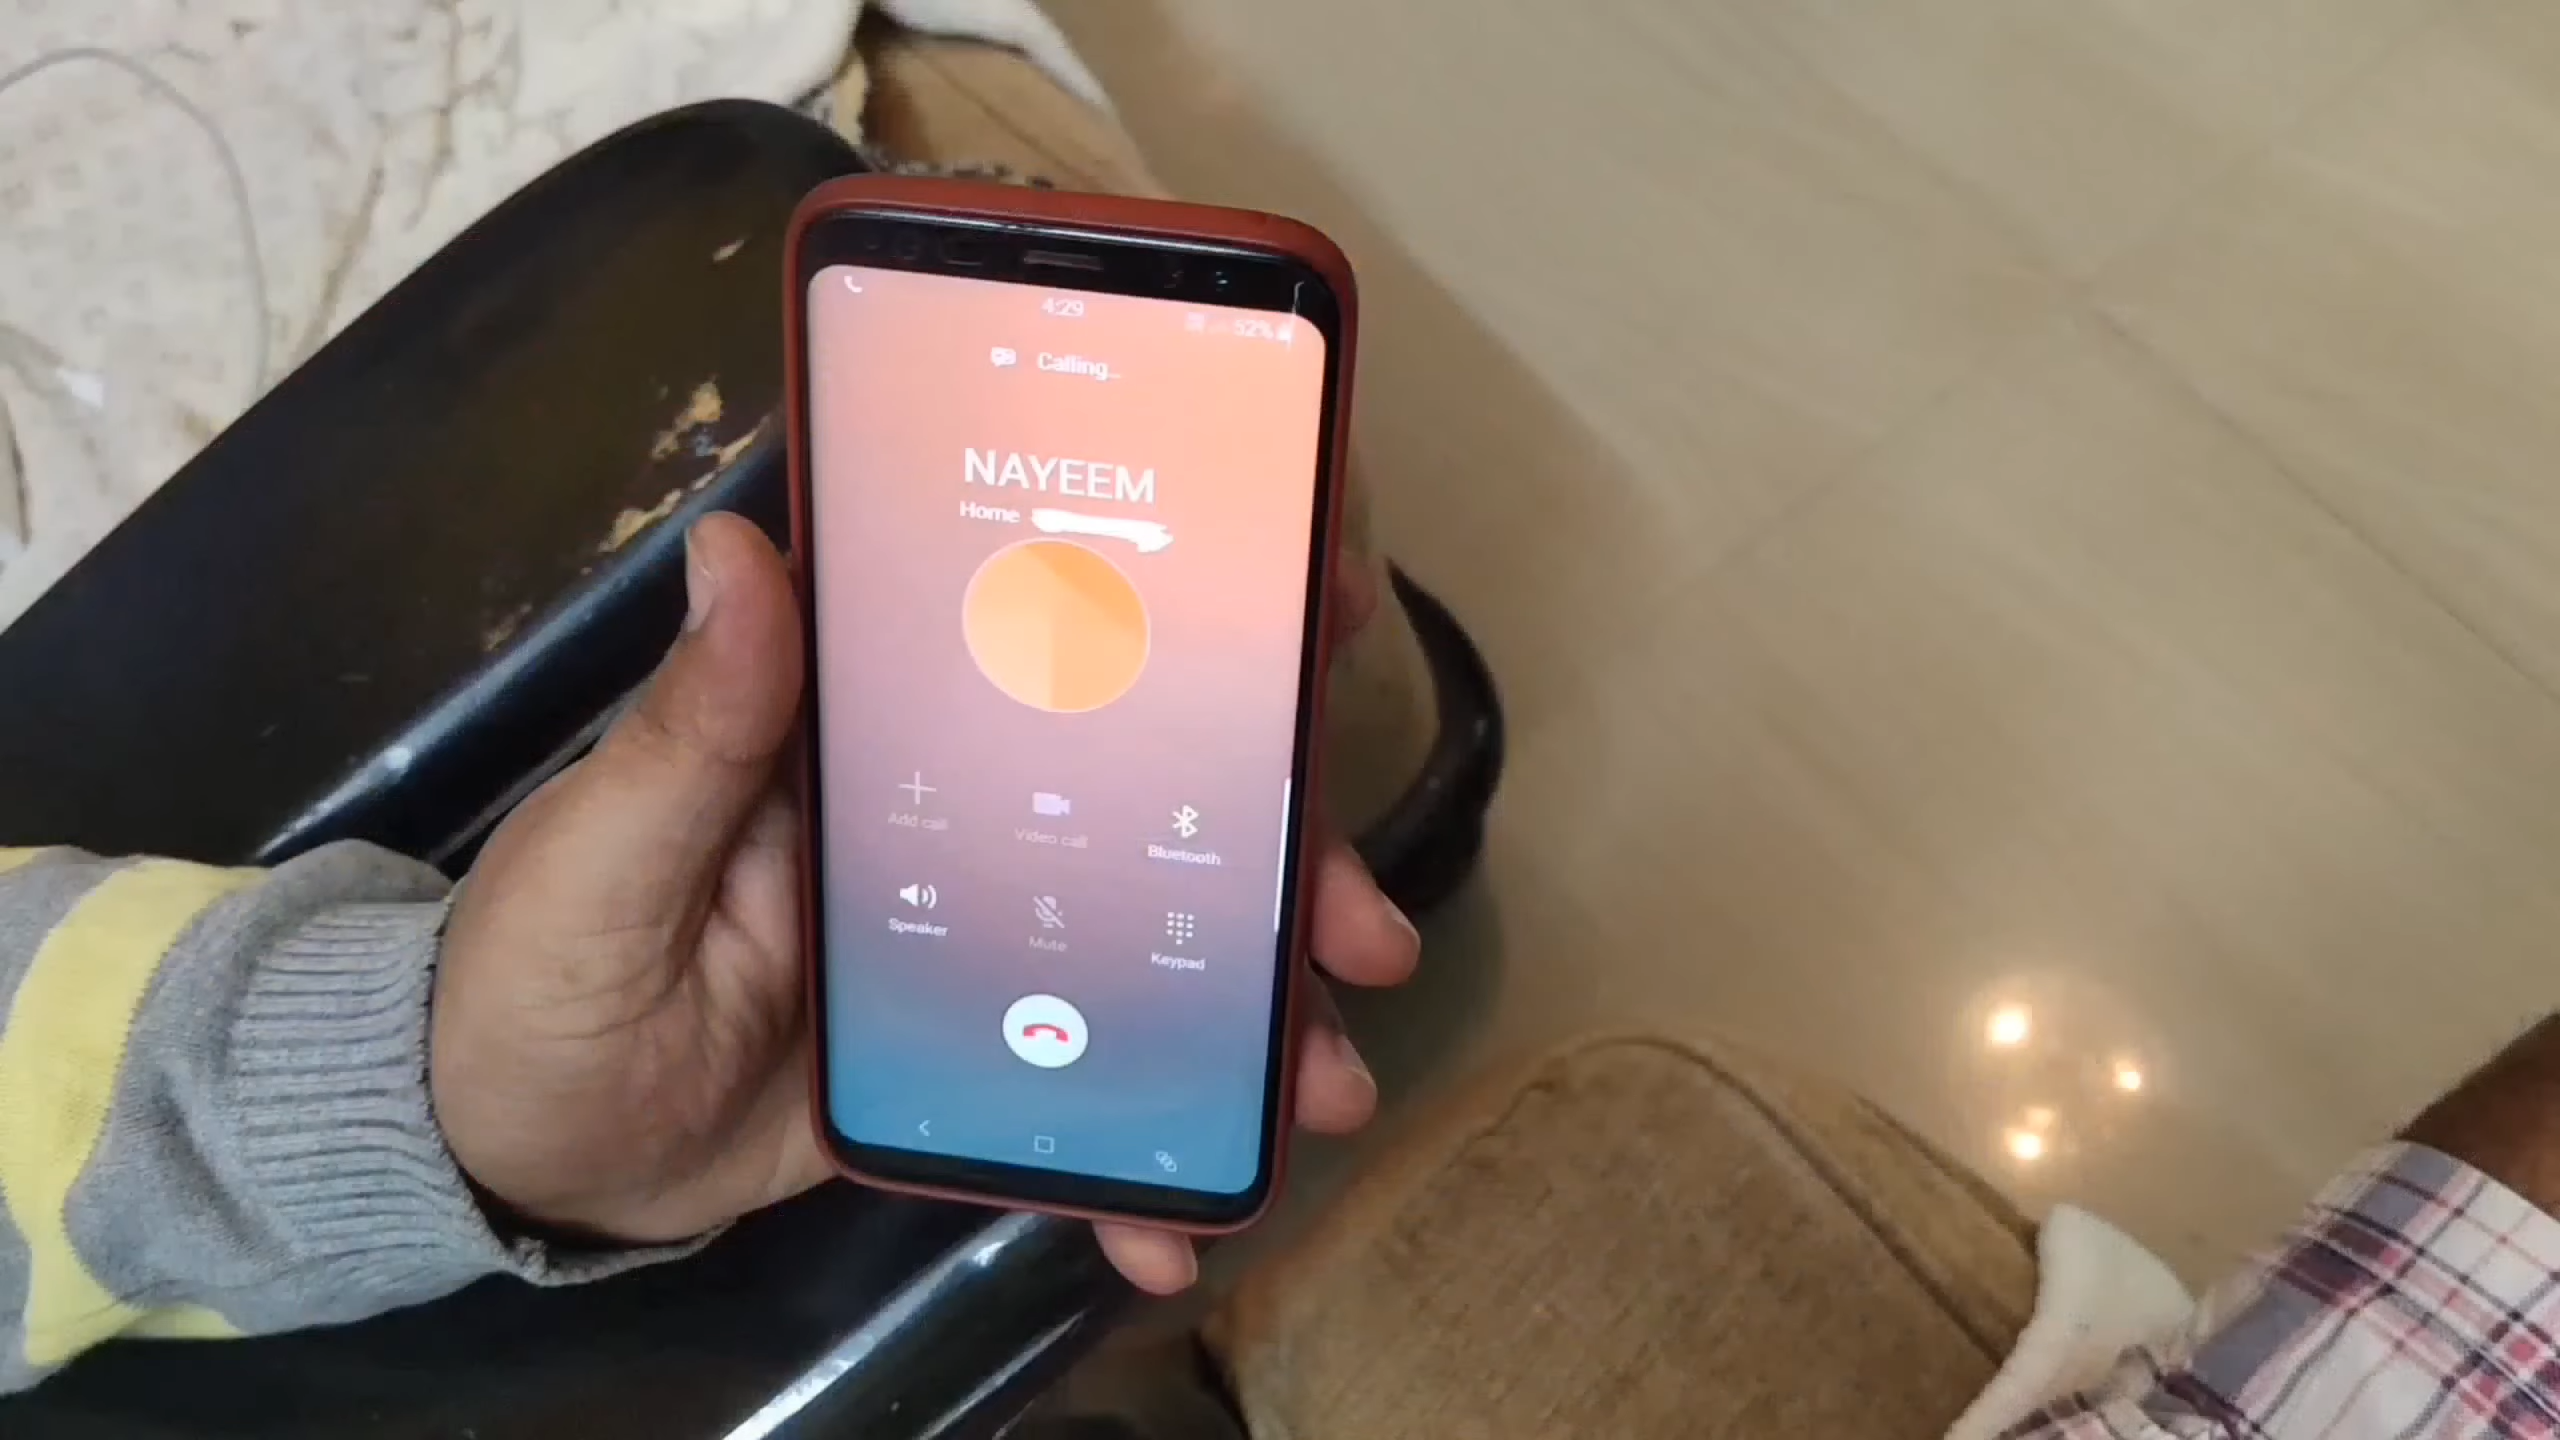 4:29
52%
Calling...
NAYEEM
Home
Add call
Video call
Bluetooth
Speaker
Mute
Keypad